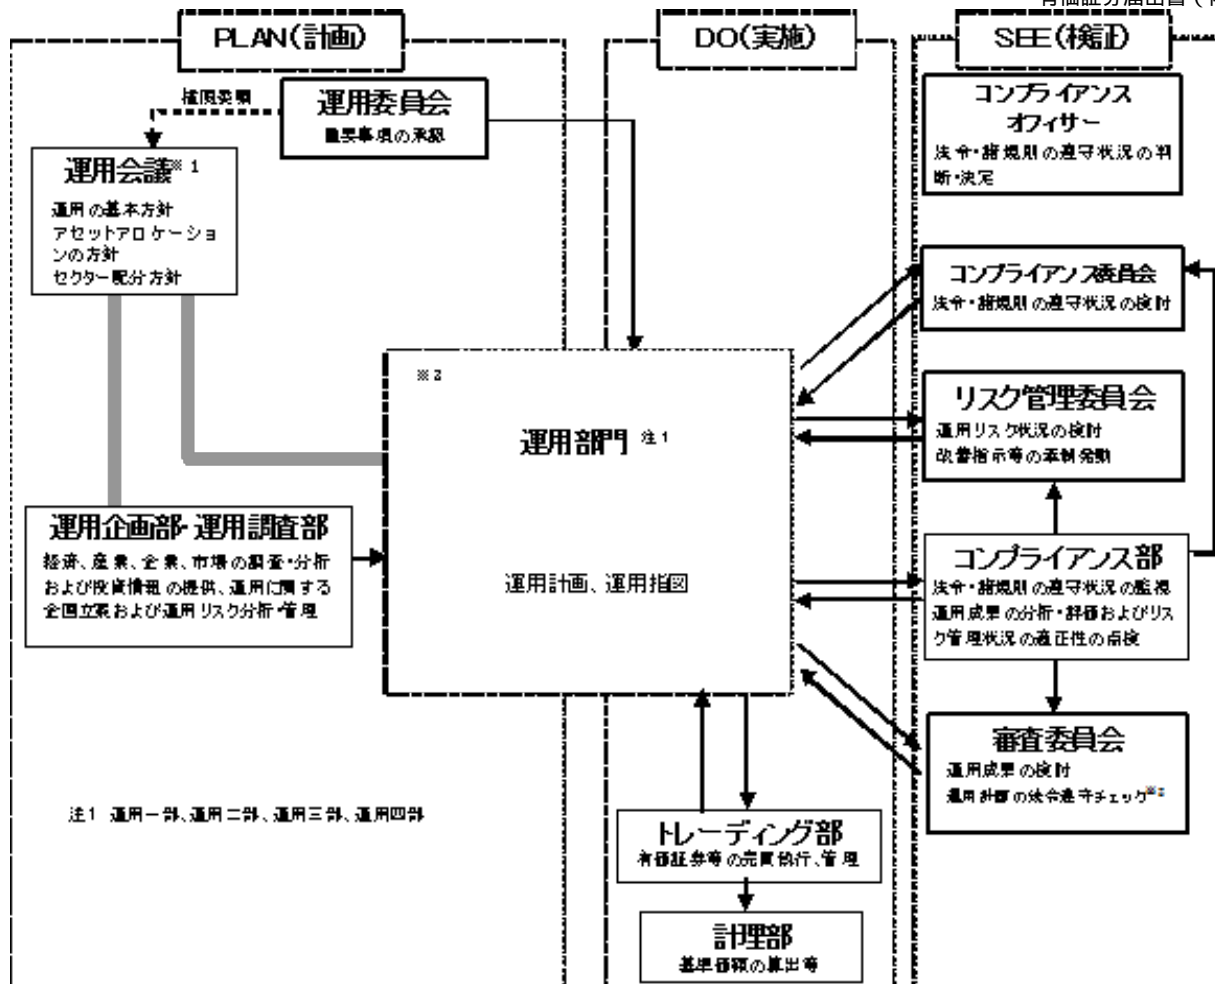 有価証券届出書(
PLAN(計画)
DO(実施)
SEE(検証)
権限委譲
運用委員会
重要事項の承認
運用会議※1
運用の基本方針
アセットアロケーショ
ンの方針
セクター配分方針
コンプライアンス
オフィサー
法令・諸規則の遵守状況の判
断・決定
コンプライアンス委員会
法令・諸規則の遵守状況の検討
※2
運用部門 注1
運用計画、運用指図
リスク管理委員会
運用リスク状況の検討
改善指示等の牽制発動
運用企画部・運用調査部
経済、産業、企業、市場の調査・分析
および投資情報の提供、運用に関する
企画立案および運用リスク分析・管理
コンプライアンス部
法令・諸規則の遵守状況の監視
運用成果の分析・評価およびリス
ク管理状況の適正性の点検
審査委員会
運用成果の検討
運用計画の法令遵守チェック
注1 運用一部、運用二部、運用三部、運用四部
トレーディング部
有価証券等の売買執行、管理
計理部
基準価額の算出等